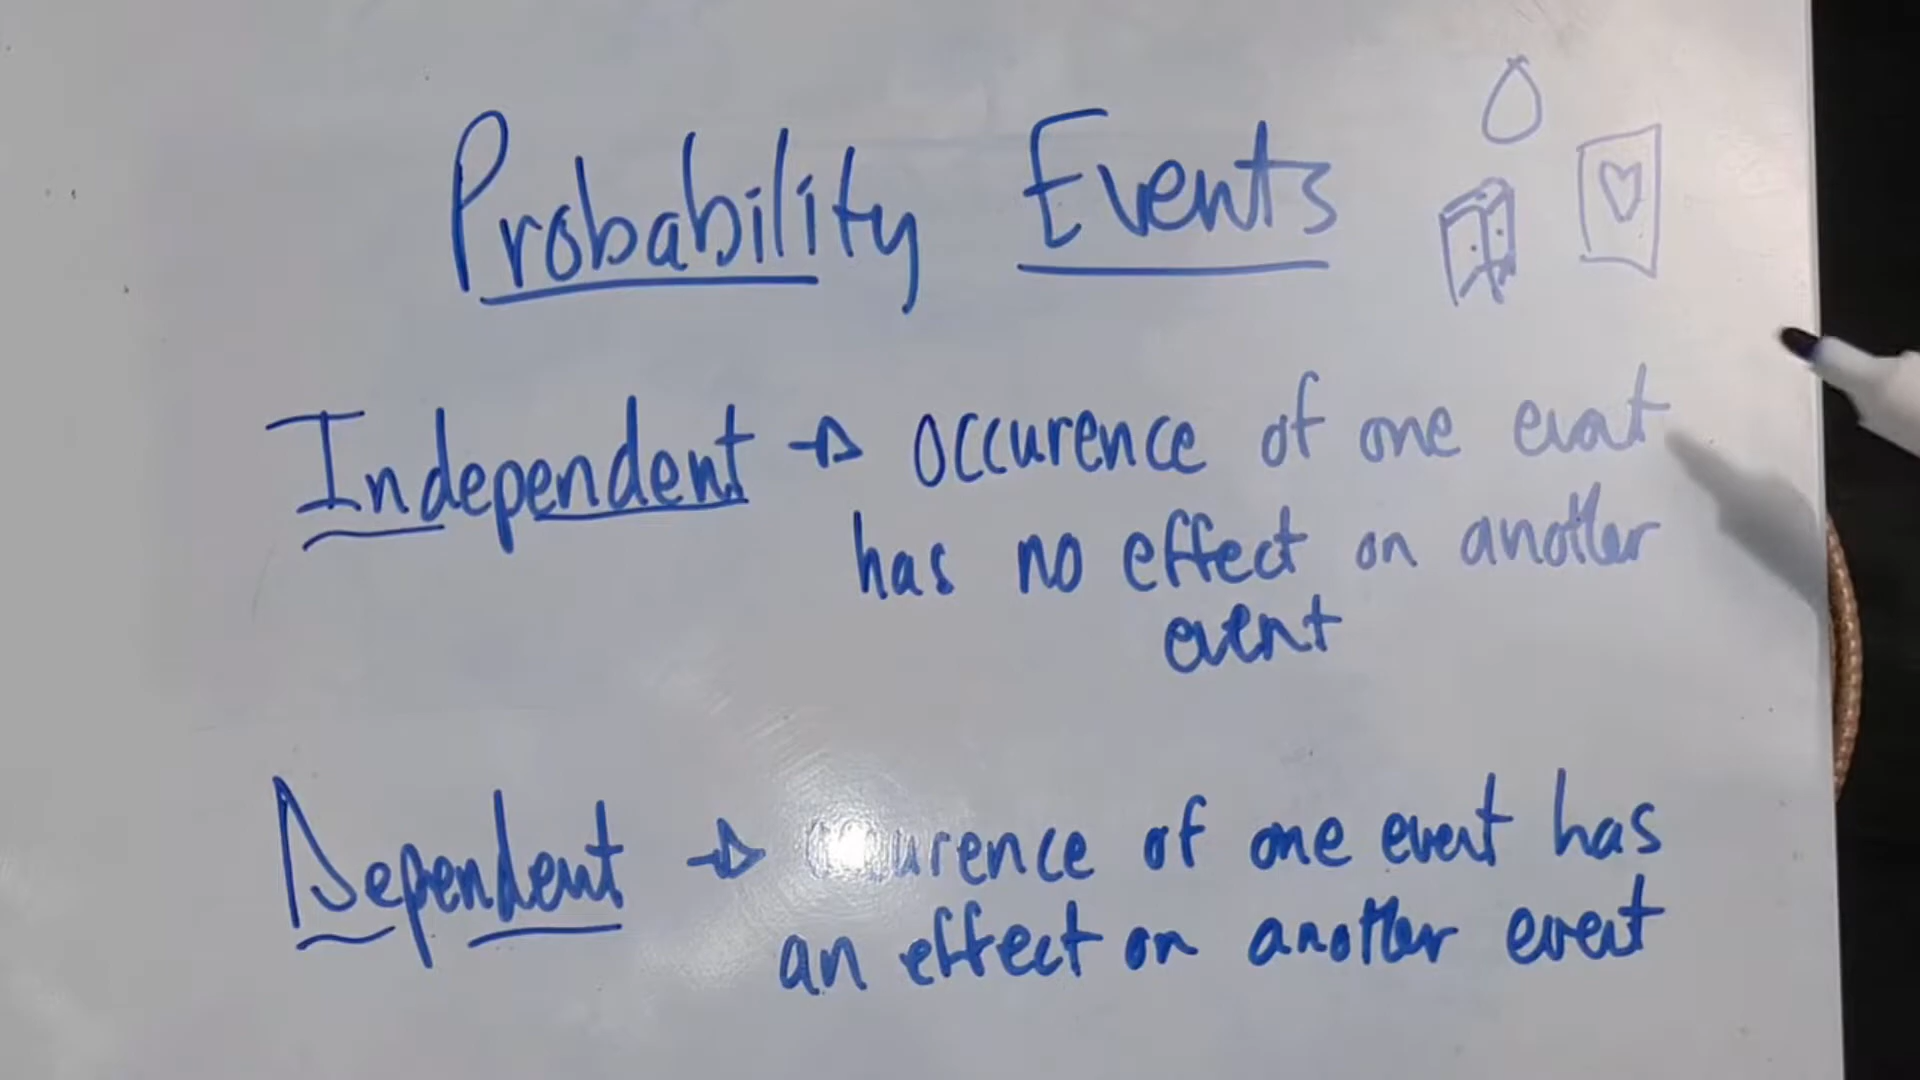 Probability Events
Independent → occurence of one event
has no effect on another
event
Dependent → occurence of one event has
an effect on another event